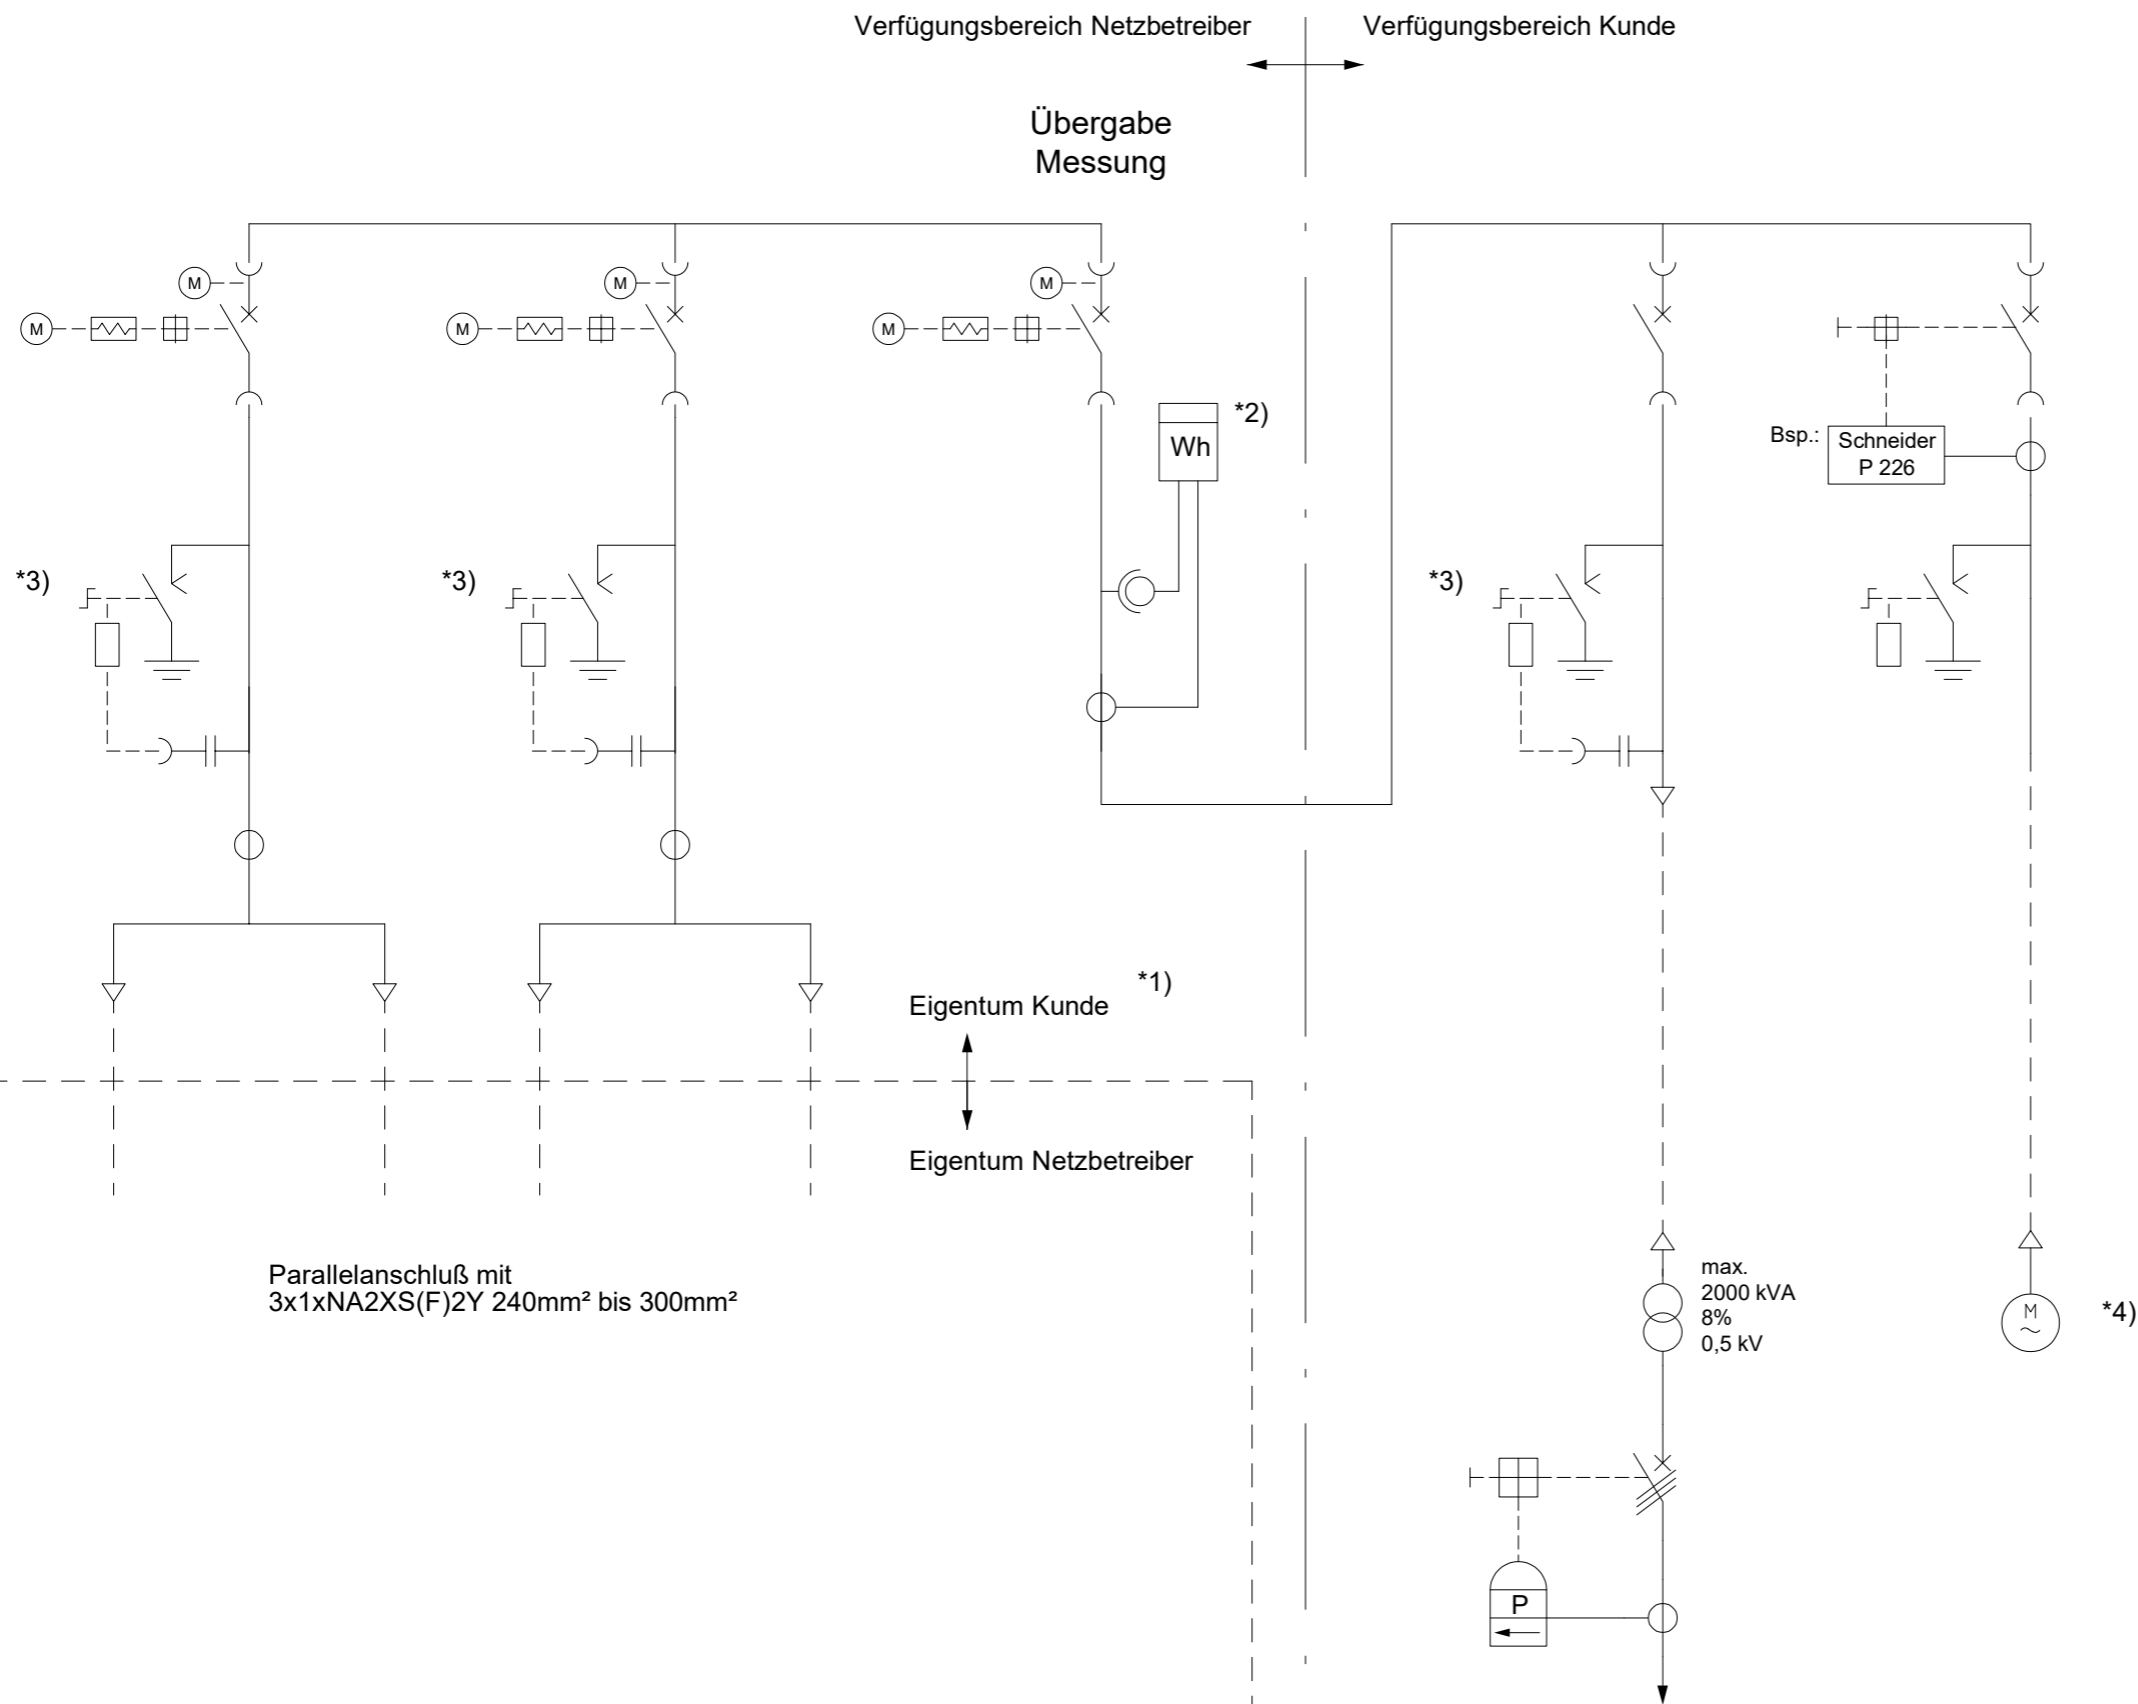 Verfügungsbereich Netzbetreiber
Verfügungsbereich Kunde
Übergabe
Messung
M
M
M
M
M
M
*2)
Wh
Bsp.:
Schneider
P 226
*3)
*3)
*3)
*1)
Eigentum Kunde
Eigentum Netzbetreiber
Parallelanschluß mit
3x1xNA2XS(F)2Y 240mm² bis 300mm²
max.
2000 kVA
8%
0,5 kV
M
~
*4)
P